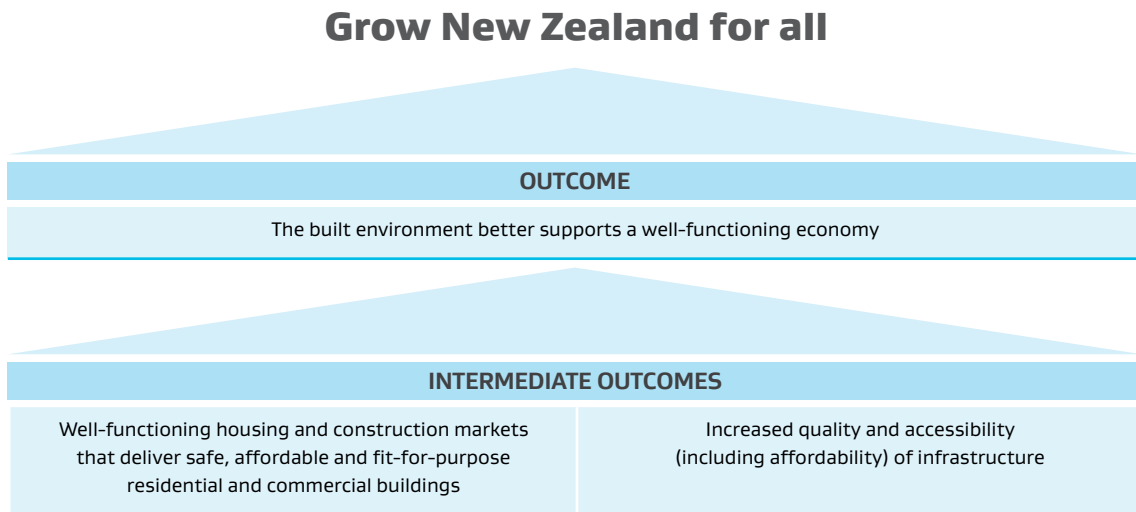 Grow New Zealand for all
OUTCOME
The built environment better supports a well-functioning economy
INTERMEDIATE OUTCOMES
Well-functioning housing and construction markets
that deliver safe, affordable and fit-for-purpose
residential and commercial buildings
Increased quality and accessibility
(including affordability) of infrastructure